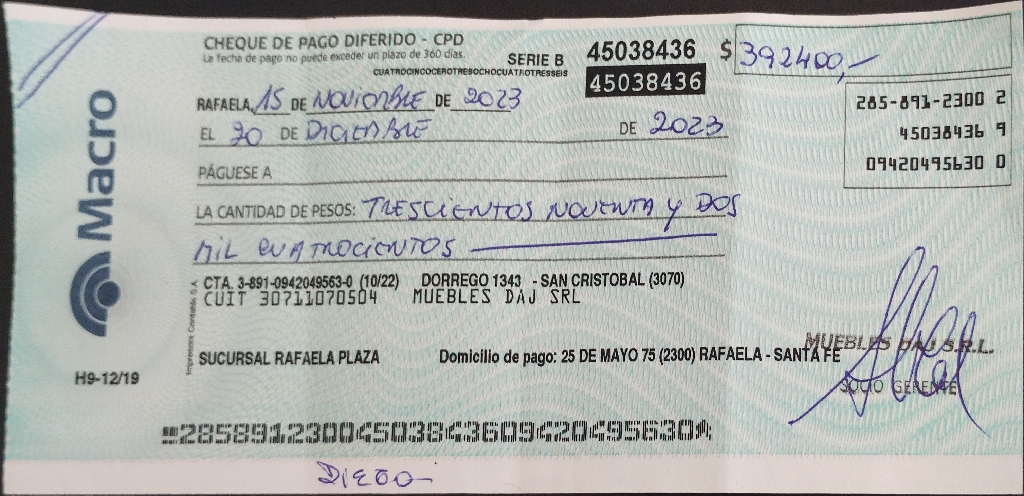 CHEQUE DE PAGO DIFERIDO - CPD
La fecha de pago no puede exceder un plazo de 360 días.
SERIE B 45038436 $ 392400,-
CUATROCINCOCEROTRESOCHOCUATROTRESSEIS
45038436
285-891-2300 2
45038436 9
09420495630 0
RAFAELA, 15 DE NOVIEMBRE DE 2023
EL 20 DE DICIEMBRE DE 2023
PÁGUESE A
LA CANTIDAD DE PESOS: TRESCIENTOS NOVENTA Y DOS
MIL CUATROCIENTOS
Macro
CTA. 3-891-0942049563-0 (10/22) DORREGO 1343 - SAN CRISTOBAL (3070)
CUIT 30711070504 MUEBLES DAJ SRL
Impresora Contable S.A.
SUCURSAL RAFAELA PLAZA Domicilio de pago: 25 DE MAYO 75 (2300) RAFAELA - SANTA FE
MUEBLES DAJ S.R.L.
SOCIO GERENTE
H9-12/19
28589123004503843609420495630
DIEGO